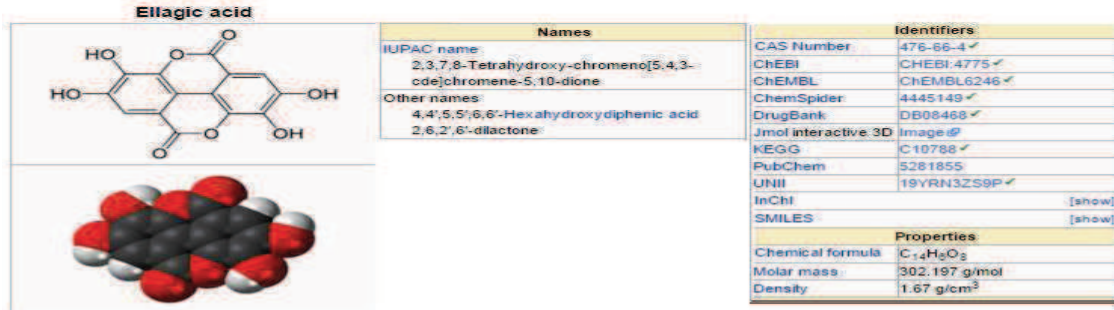 Ellagic acid
O
O
HO
HO
OH
OH
O
O
Names
IUPAC name
2,3,7,8-Tetrahydroxy-chromeno[5,4,3-
cde]chromene-5,10-dione
Other names
4,4′,5,5′,6,6′-Hexahydroxydiphenic acid
2,6,2′,6′-dilactone
Identifiers
CAS Number 476-66-4 ✔
ChEBI CHEBI:4775 ✔
ChEMBL ChEMBL6246 ✔
ChemSpider 4445149 ✔
DrugBank DB08468 ✔
Jmol interactive 3D Image
KEGG C10788 ✔
PubChem 5281855
UNII 19YRN3ZS9P ✔
InChI [show]
SMILES [show]
Properties
Chemical formula C₁₄H₆O₈
Molar mass 302.197 g/mol
Density 1.67 g/cm³